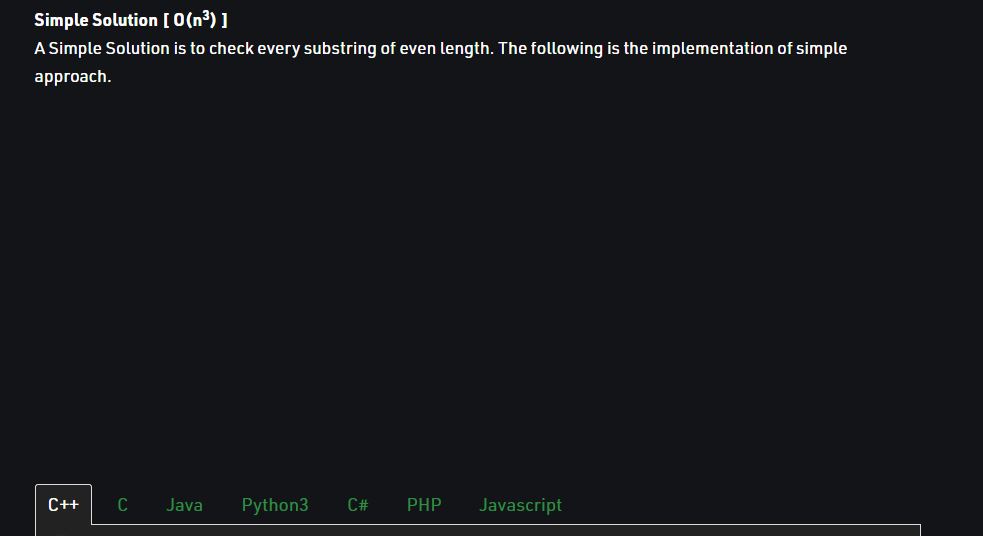 Simple Solution [ O(n³) ]
A Simple Solution is to check every substring of even length. The following is the implementation of simple
approach.
C++ C Java Python3 C# PHP Javascript